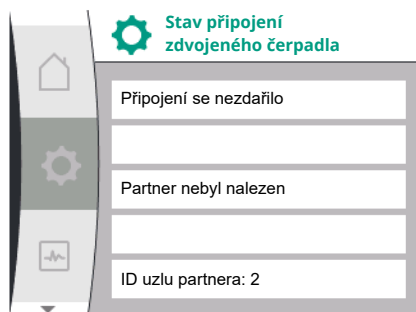 Stav připojení
zdvojeného čerpadla
Připojení se nezdařilo
Partner nebyl nalezen
ID uzlu partnera: 2